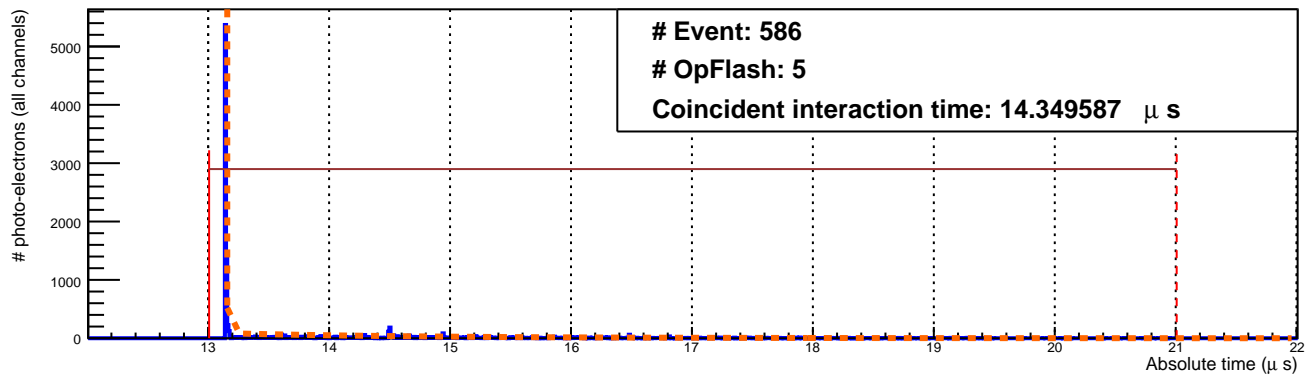 # Event: 586
# OpFlash: 5
Coincident interaction time: 14.349587 μ s
# photo-electrons (all channels)
5000
4000
3000
2000
1000
0
13 14 15 16 17 18 19 20 21 22
Absolute time (μ s)